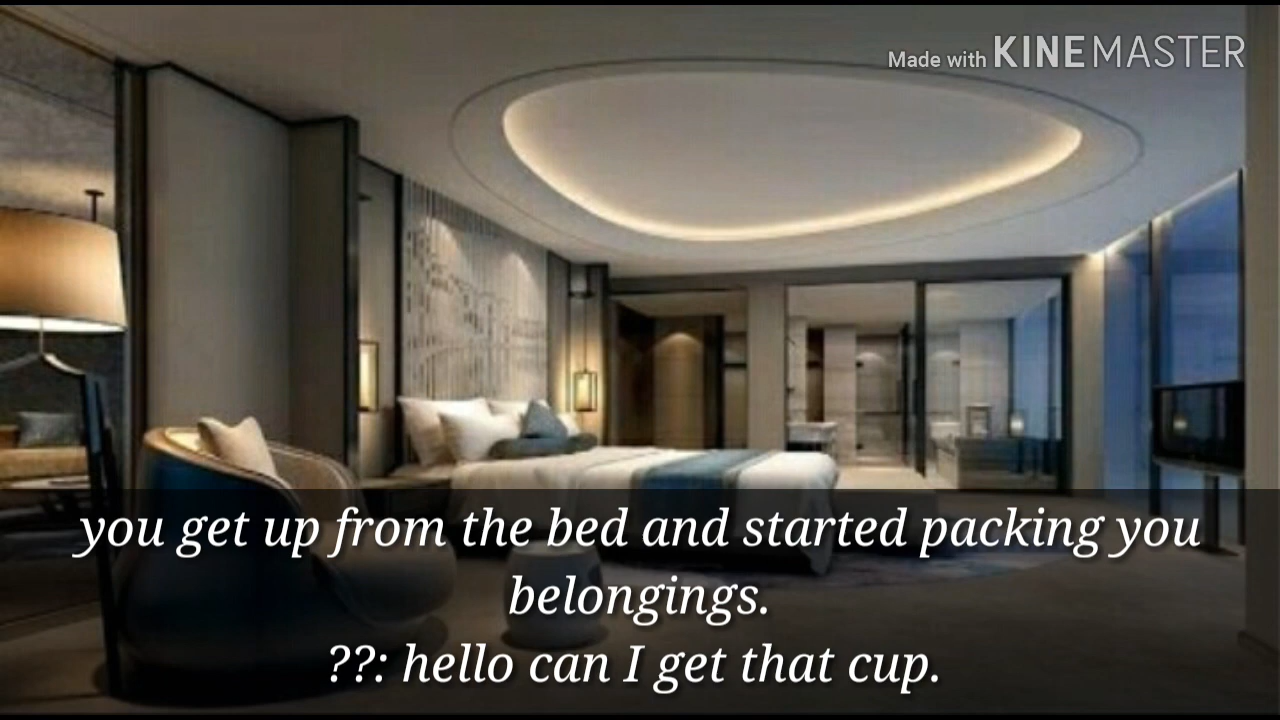 Made with KINEMASTER
you get up from the bed and started packing you
belongings.
??: hello can I get that cup.